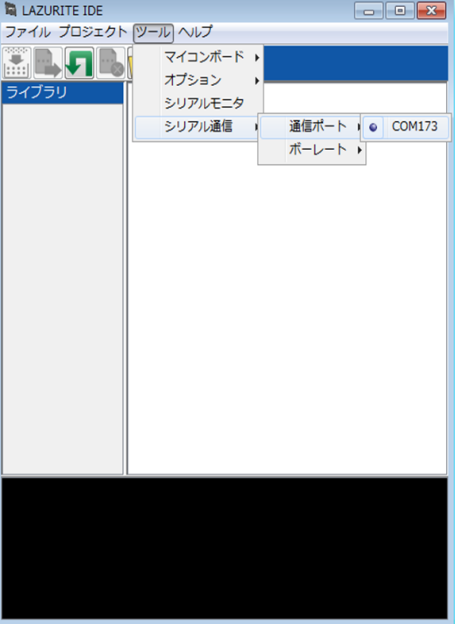 LAZURITE IDE
ファイル プロジェクト ツール ヘルプ
マイコンボード
オプション
シリアルモニタ
シリアル通信
通信ポート
COM173
ボーレート
ライブラリ